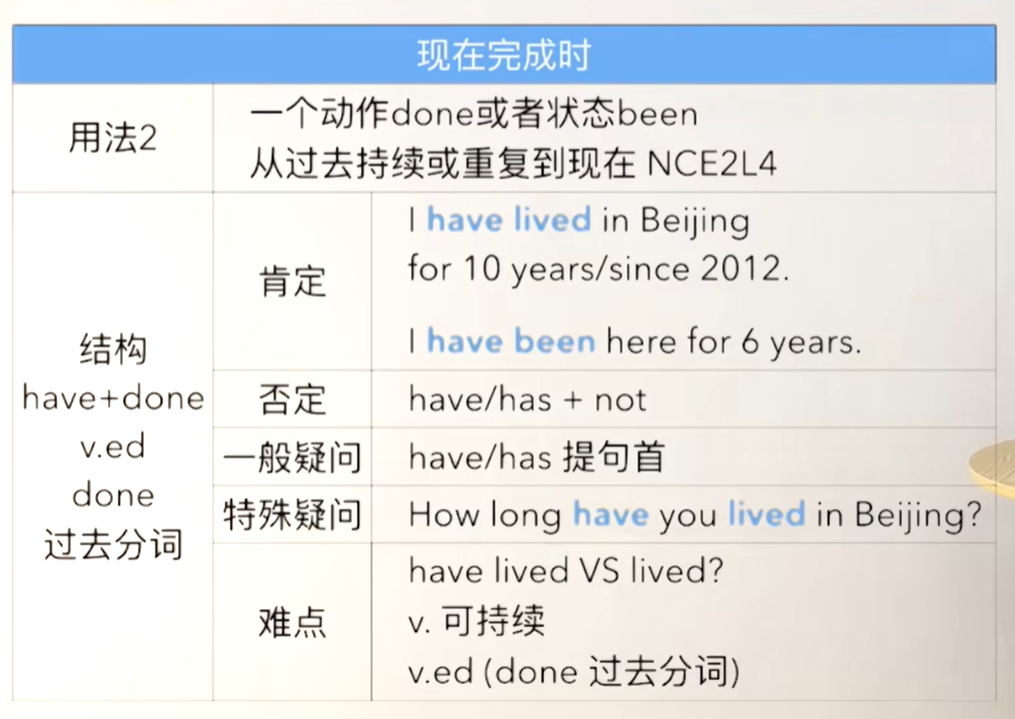 现在完成时
用法2
一个动作done或者状态been
从过去持续或重复到现在 NCE2L4
结构
have+done
v.ed
done
过去分词
肯定
I have lived in Beijing
for 10 years/since 2012.
I have been here for 6 years.
否定
have/has + not
一般疑问
have/has 提句首
特殊疑问
How long have you lived in Beijing?
难点
have lived VS lived?
v. 可持续
v.ed (done 过去分词)